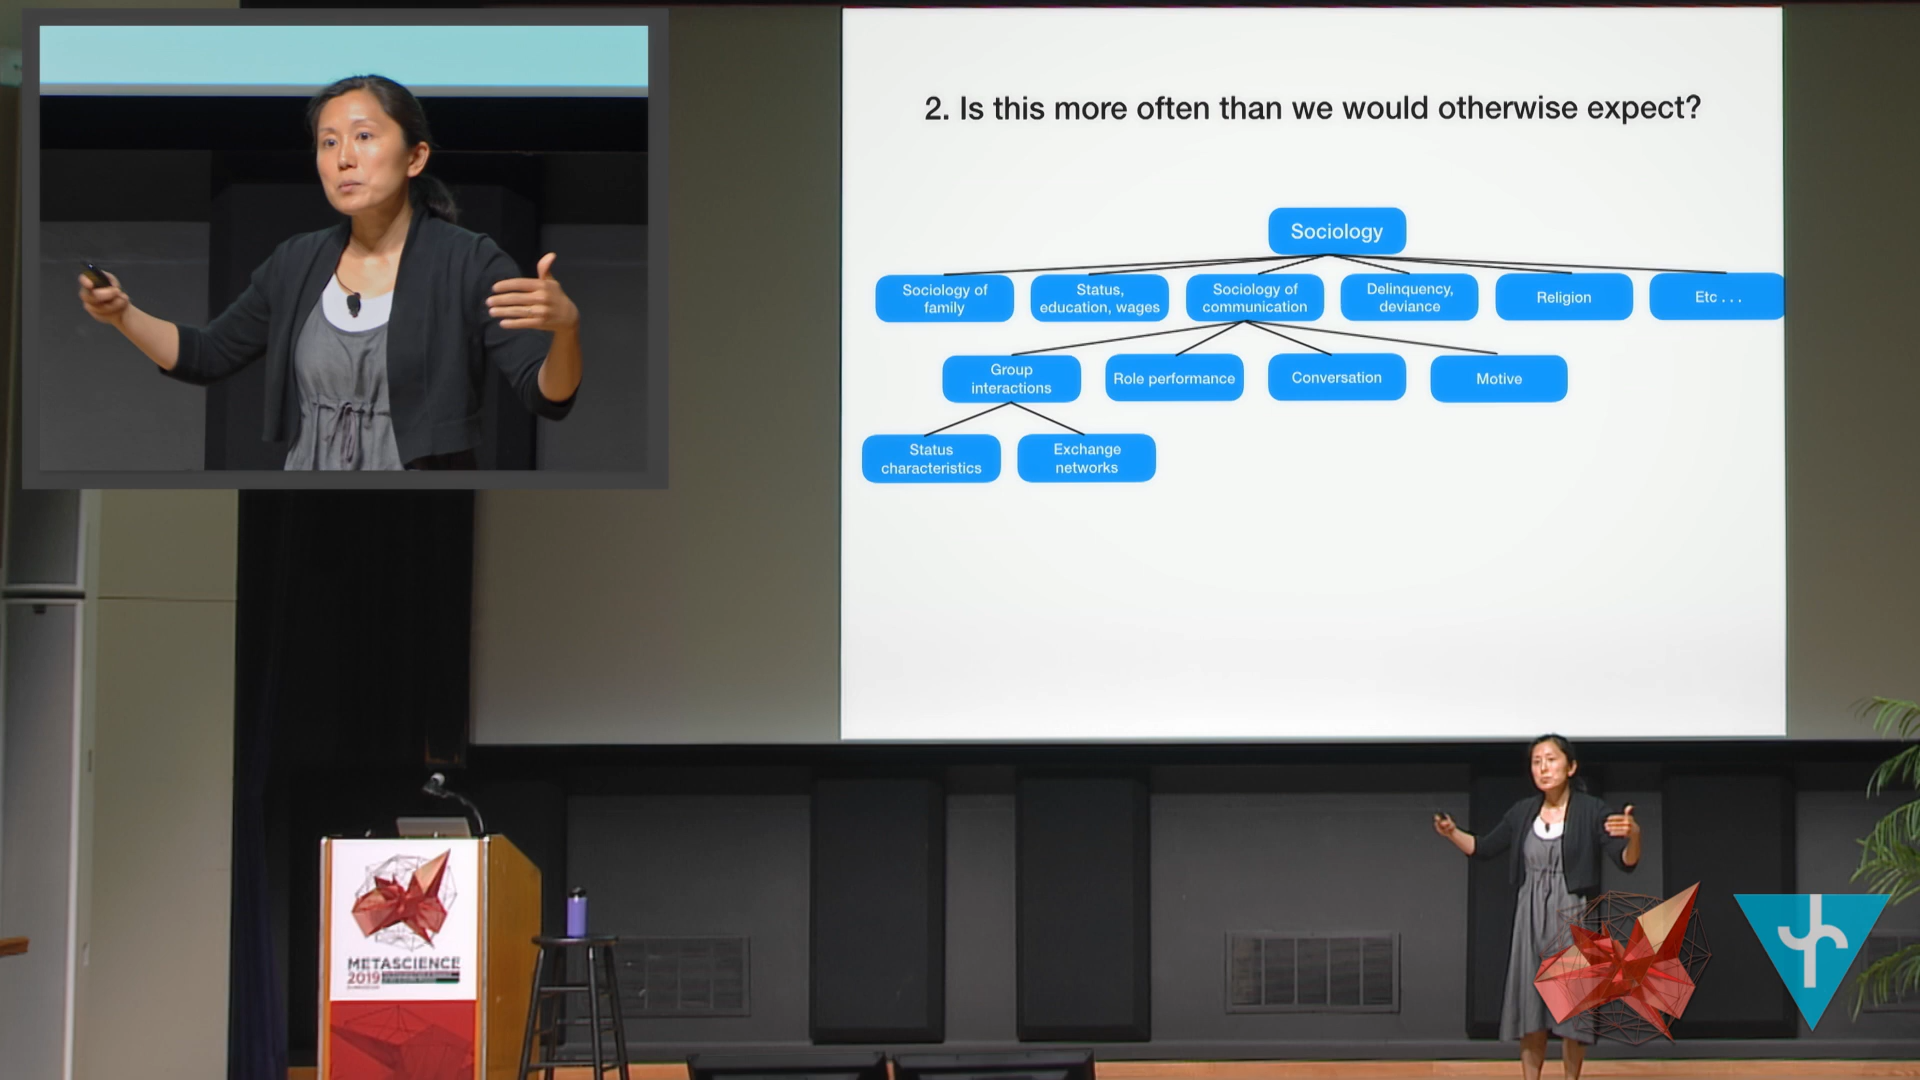 2. Is this more often than we would otherwise expect?
Sociology
Sociology of
family
Status,
education, wages
Sociology of
communication
Delinquency,
deviance
Religion
Etc . . .
Group
interactions
Role performance
Conversation
Motive
Status
characteristics
Exchange
networks
METASCIENCE
2019